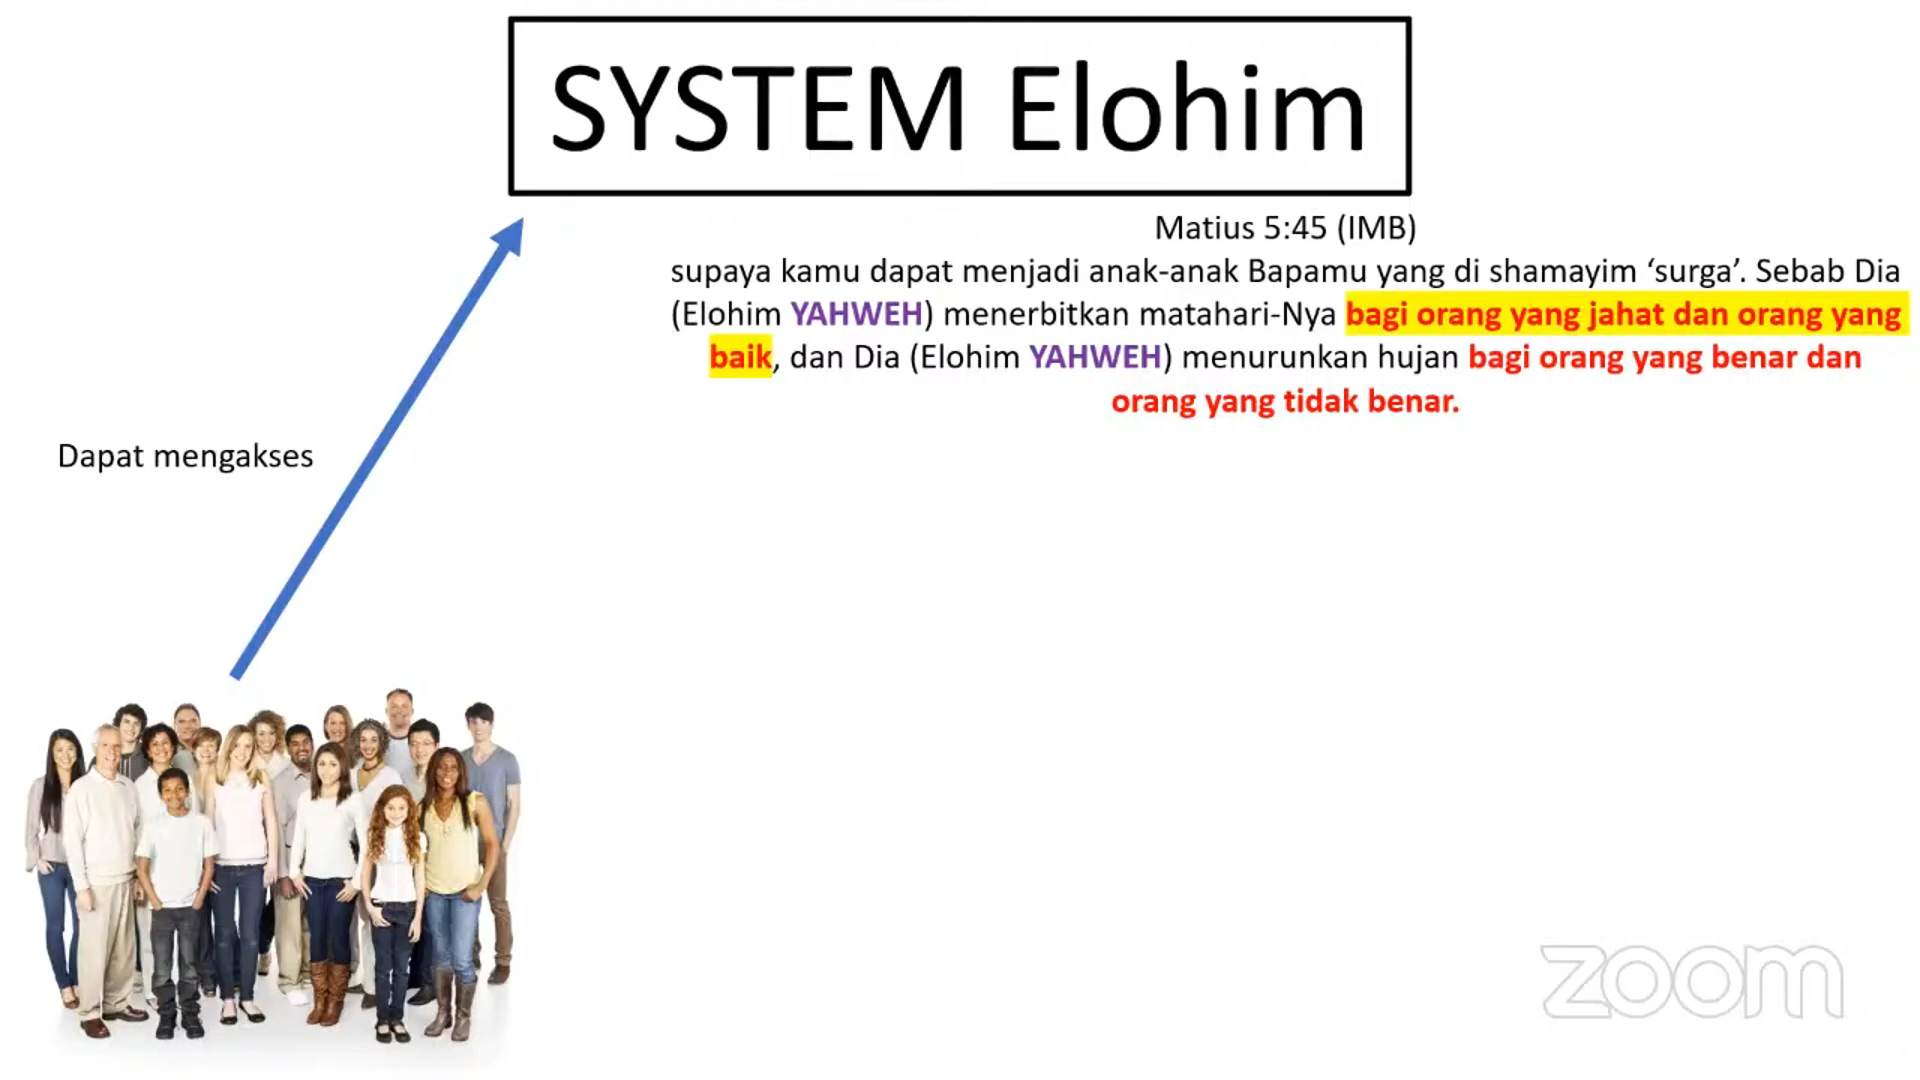 SYSTEM Elohim
Matius 5:45 (IMB)
supaya kamu dapat menjadi anak-anak Bapamu yang di shamayim ‘surga’. Sebab Dia
(Elohim YAHWEH) menerbitkan matahari-Nya bagi orang yang jahat dan orang yang
baik, dan Dia (Elohim YAHWEH) menurunkan hujan bagi orang yang benar dan
orang yang tidak benar.
Dapat mengakses
zoom